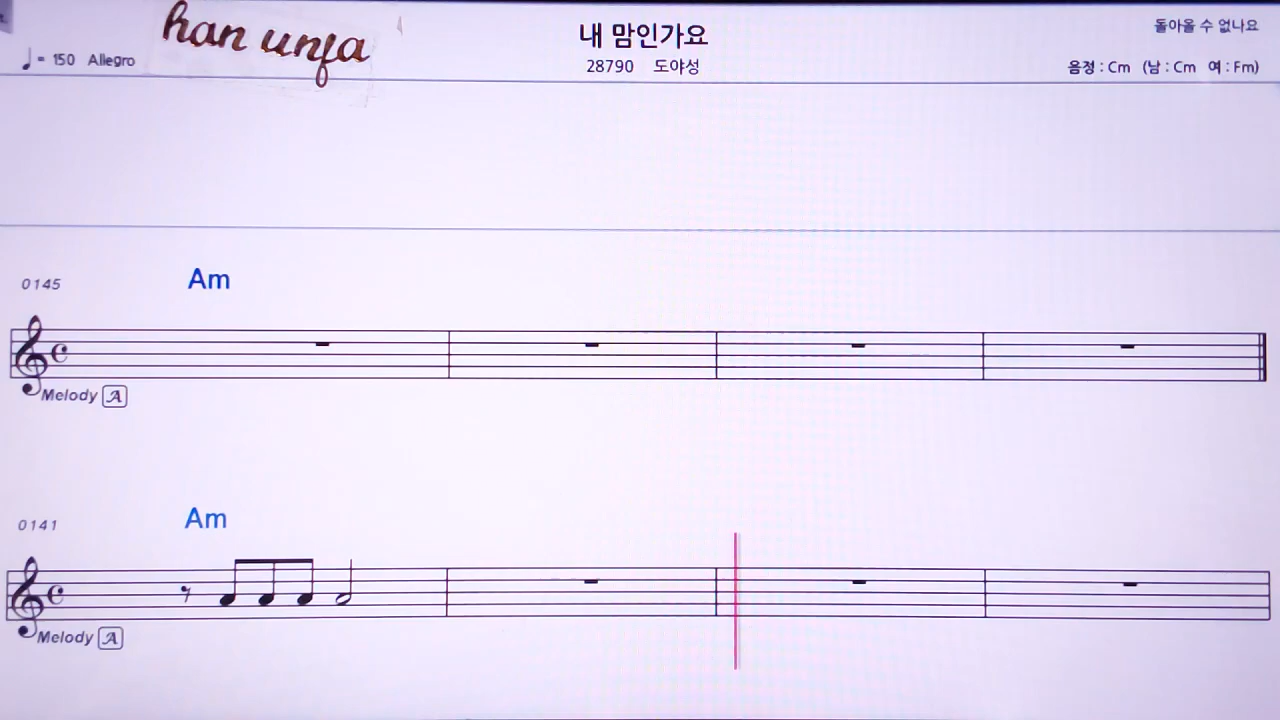 han unja
내 맘인가요
돌아올 수 없나요
♩ = 150 Allegro
28790 도야성
음정 : Cm (남 : Cm 여 : Fm)
0145 Am
Melody A
0141 Am
Melody A